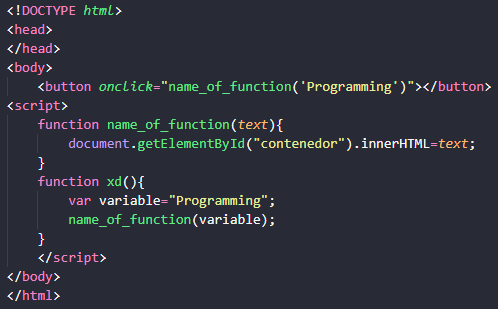 <!DOCTYPE html>
<head>
</head>
<body>
    <button onclick="name_of_function('Programming')"></button>
<script>
    function name_of_function(text){
        document.getElementById("contenedor").innerHTML=text;
    }
    function xd(){
        var variable="Programming";
        name_of_function(variable);
    }
    </script>
</body>
</html>